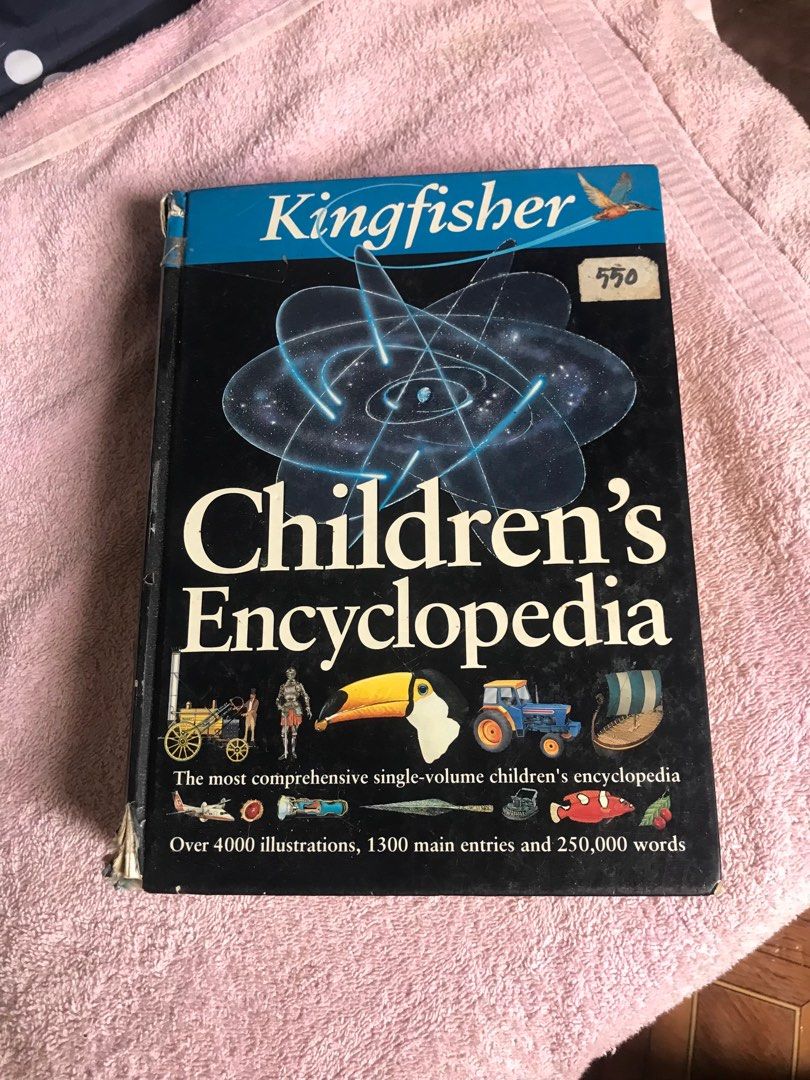 Kingfisher
550
Children's
Encyclopedia
The most comprehensive single-volume children's encyclopedia
Over 4000 illustrations, 1300 main entries and 250,000 words